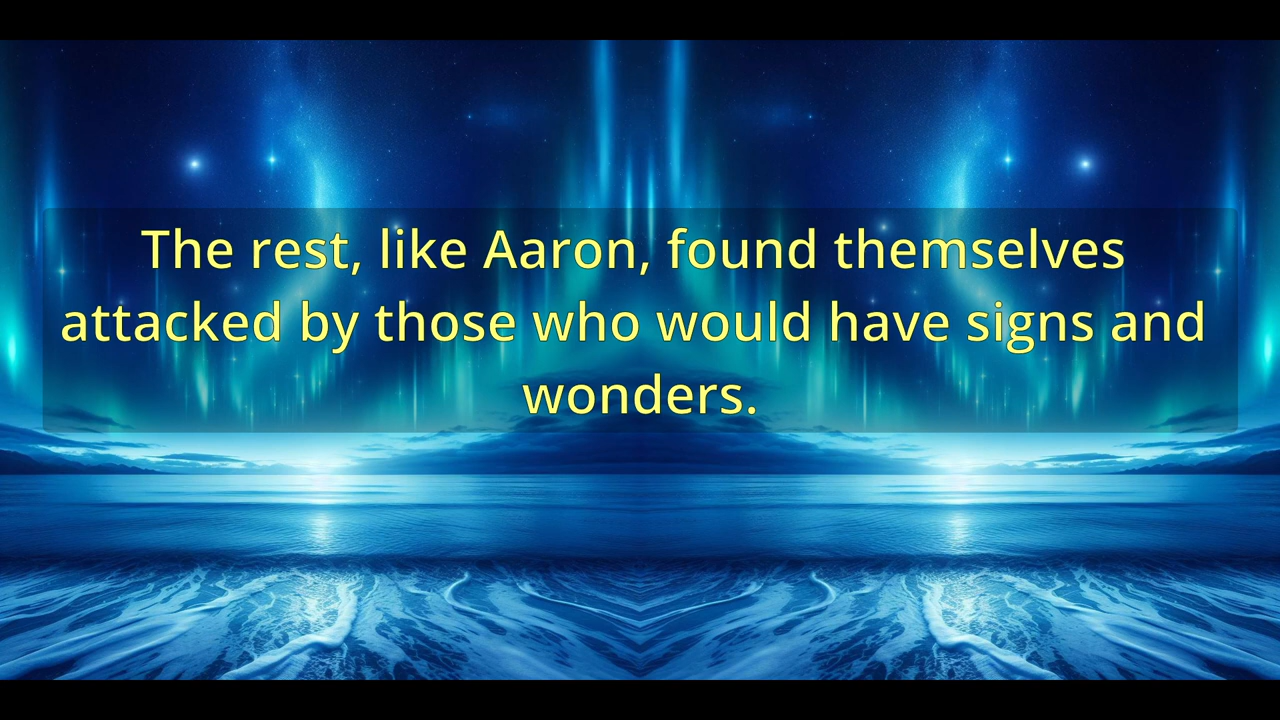 The rest, like Aaron, found themselves
attacked by those who would have signs and
wonders.